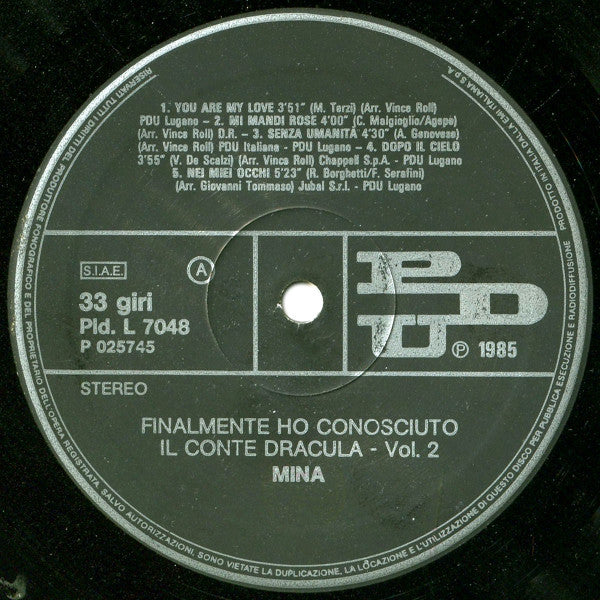 1. YOU ARE MY LOVE 3'51" (M. Terzi) (Arr. Vince Roll)
PDU Lugano - 2. MI MANDI ROSE 4'00" (C. Malgioglio/Agepe)
(Arr. Vince Roll) D.R. - 3. SENZA UMANITÀ 4'30" (A. Genovese)
(Arr. Vince Roll) PDU Italiana - PDU Lugano - 4. DOPO IL CIELO
3'55" (V. De Scalzi) (Arr. Vince Roll) Chappell S.p.A. - PDU Lugano
5. NEI MIEI OCCHI 5'23" (R. Borghetti/F. Serafini)
(Arr. Giovanni Tommaso) Jubal S.r.l. - PDU Lugano
S.I.A.E.
A
33 giri
Pld. L 7048
P 025745
PDU
℗ 1985
STEREO
FINALMENTE HO CONOSCIUTO
IL CONTE DRACULA - Vol. 2
MINA
RISERVATI TUTTI I DIRITTI DEL PRODUTTORE FONOGRAFICO E DEL PROPRIETARIO DELL'OPERA REGISTRATA. SALVO AUTORIZZAZIONI, SONO VIETATE LA DUPLICAZIONE, LA LOCAZIONE E L'UTILIZZAZIONE DI QUESTO DISCO PER PUBBLICA ESECUZIONE E RADIODIFFUSIONE
PRODOTTO IN ITALIA DALLA EMI ITALIANA S.P.A.